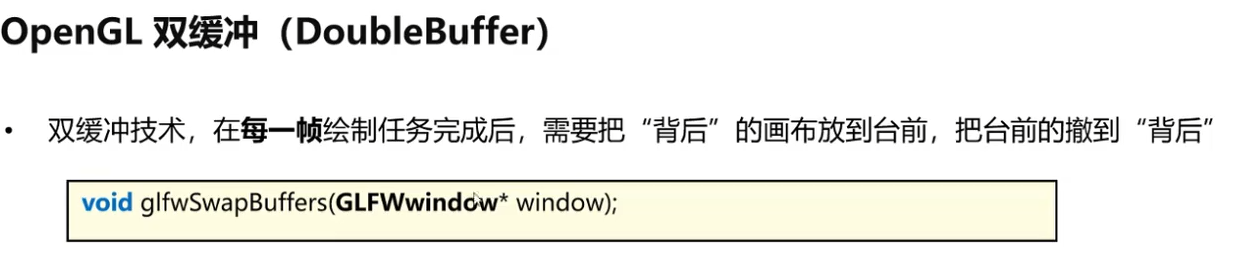 OpenGL 双缓冲（DoubleBuffer）
• 双缓冲技术，在每一帧绘制任务完成后，需要把“背后”的画布放到台前，把台前的撤到“背后”
void glfwSwapBuffers(GLFWwindow* window);